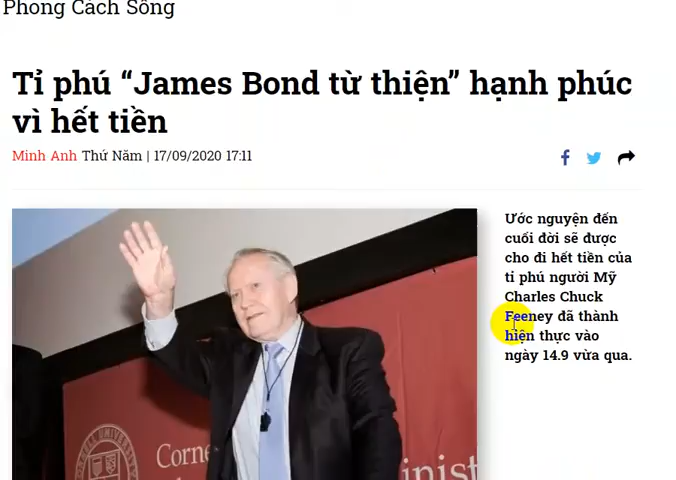 Phong Cách Sống
Tỉ phú “James Bond từ thiện” hạnh phúc
vì hết tiền
Minh Anh Thứ Năm | 17/09/2020 17:11
Ước nguyện đến
cuối đời sẽ được
cho đi hết tiền của
tỉ phú người Mỹ
Charles Chuck
Feeney đã thành
hiện thực vào
ngày 14.9 vừa qua.